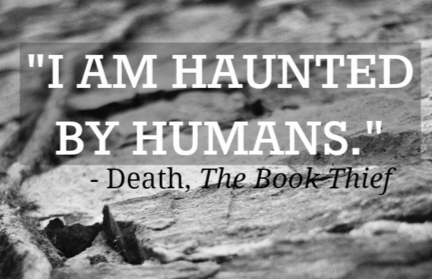 "I AM HAUNTED
BY HUMANS."
- Death, The Book Thief